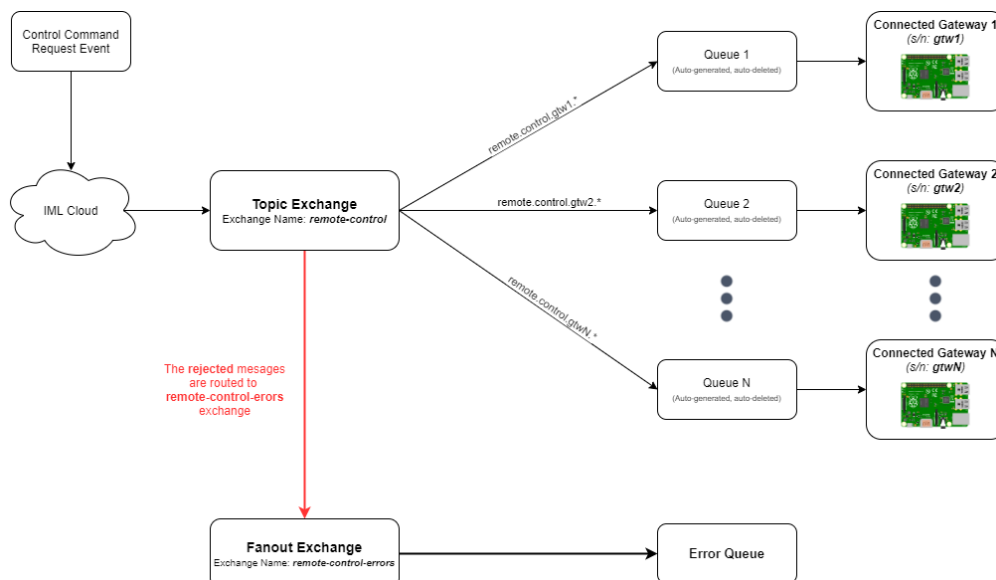 Control Command
Request Event
IML Cloud
Topic Exchange
Exchange Name: remote-control
remote.control.gtw1.*
remote.control.gtw2.*
remote.control.gtwN.*
Queue 1
(Auto-generated, auto-deleted)
Connected Gateway 1
(s/n: gtw1)
Queue 2
(Auto-generated, auto-deleted)
Connected Gateway 2
(s/n: gtw2)
Queue N
(Auto-generated, auto-deleted)
Connected Gateway N
(s/n: gtwN)
The rejected mesages
are routed to
remote-control-erors
exchange
Fanout Exchange
Exchange Name: remote-control-errors
Error Queue